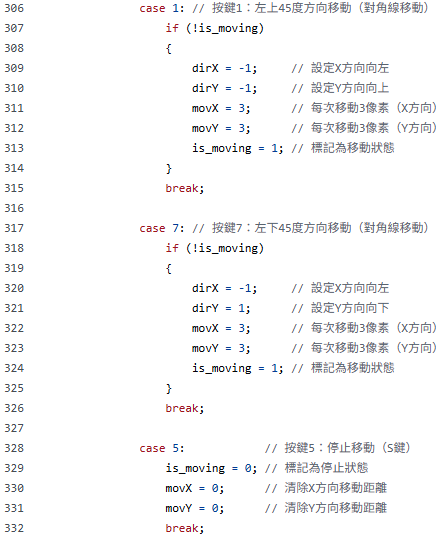 306 case 1: // 按鍵1：左上45度方向移動（對角線移動）
307 if (!is_moving)
308 {
309 dirX = -1; // 設定X方向向左
310 dirY = -1; // 設定Y方向向上
311 movX = 3; // 每次移動3像素（X方向）
312 movY = 3; // 每次移動3像素（Y方向）
313 is_moving = 1; // 標記為移動狀態
314 }
315 break;
316
317 case 7: // 按鍵7：左下45度方向移動（對角線移動）
318 if (!is_moving)
319 {
320 dirX = -1; // 設定X方向向左
321 dirY = 1; // 設定Y方向向下
322 movX = 3; // 每次移動3像素（X方向）
323 movY = 3; // 每次移動3像素（Y方向）
324 is_moving = 1; // 標記為移動狀態
325 }
326 break;
327
328 case 5: // 按鍵5：停止移動（S鍵）
329 is_moving = 0; // 標記為停止狀態
330 movX = 0; // 清除X方向移動距離
331 movY = 0; // 清除Y方向移動距離
332 break;